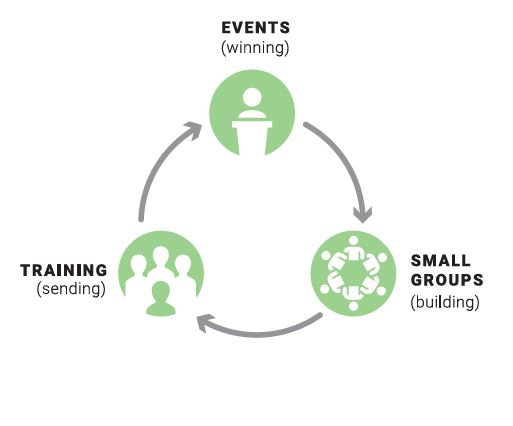 EVENTS
(winning)
TRAINING
(sending)
SMALL
GROUPS
(building)